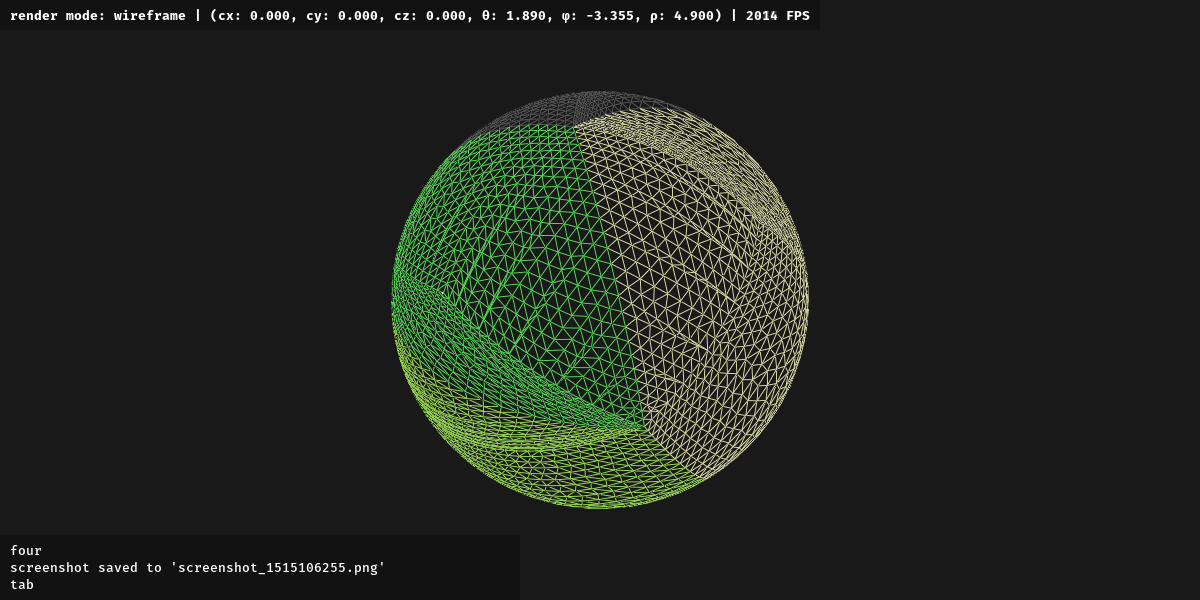 render mode: wireframe | (cx: 0.000, cy: 0.000, cz: 0.000, θ: 1.890, φ: -3.355, ρ: 4.900) | 2014 FPS
four
screenshot saved to 'screenshot_1515106255.png'
tab